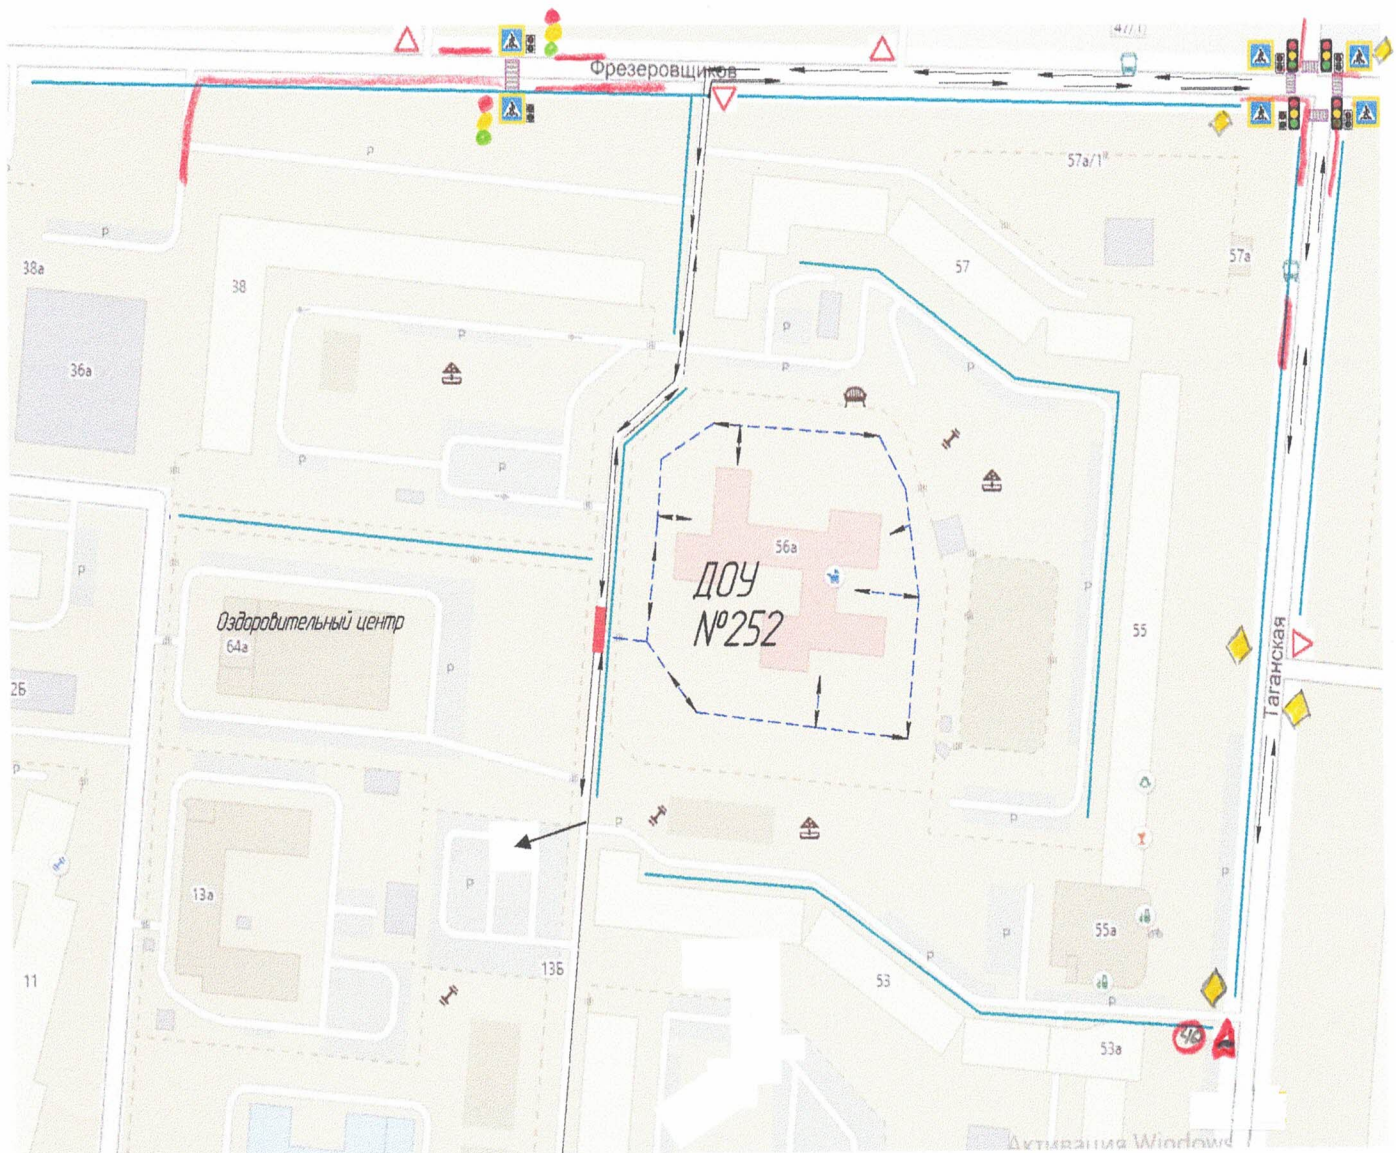 47/1
Фрезеровщиков
57а/1
P
57а
P
38а
38
57
P
P
P
P
36а
P
P
56а
P
ДОУ
№252
P
Оздоровительный центр
64а
P
55
2Б
Таганская
P
P
P
P
P
13а
55а
P
P
13Б
P
11
53
P
40
53а
Активация Windows